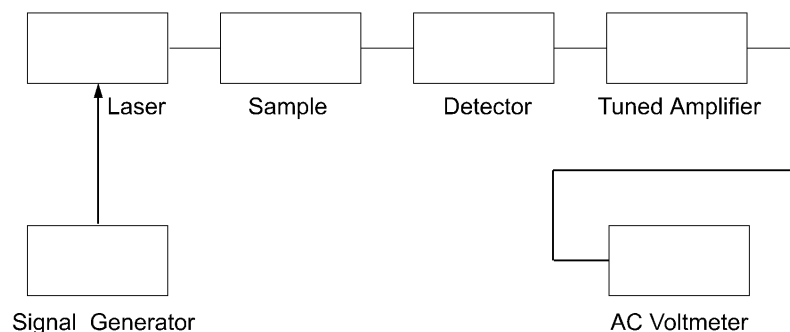 Laser
Sample
Detector
Tuned Amplifier
Signal Generator
AC Voltmeter